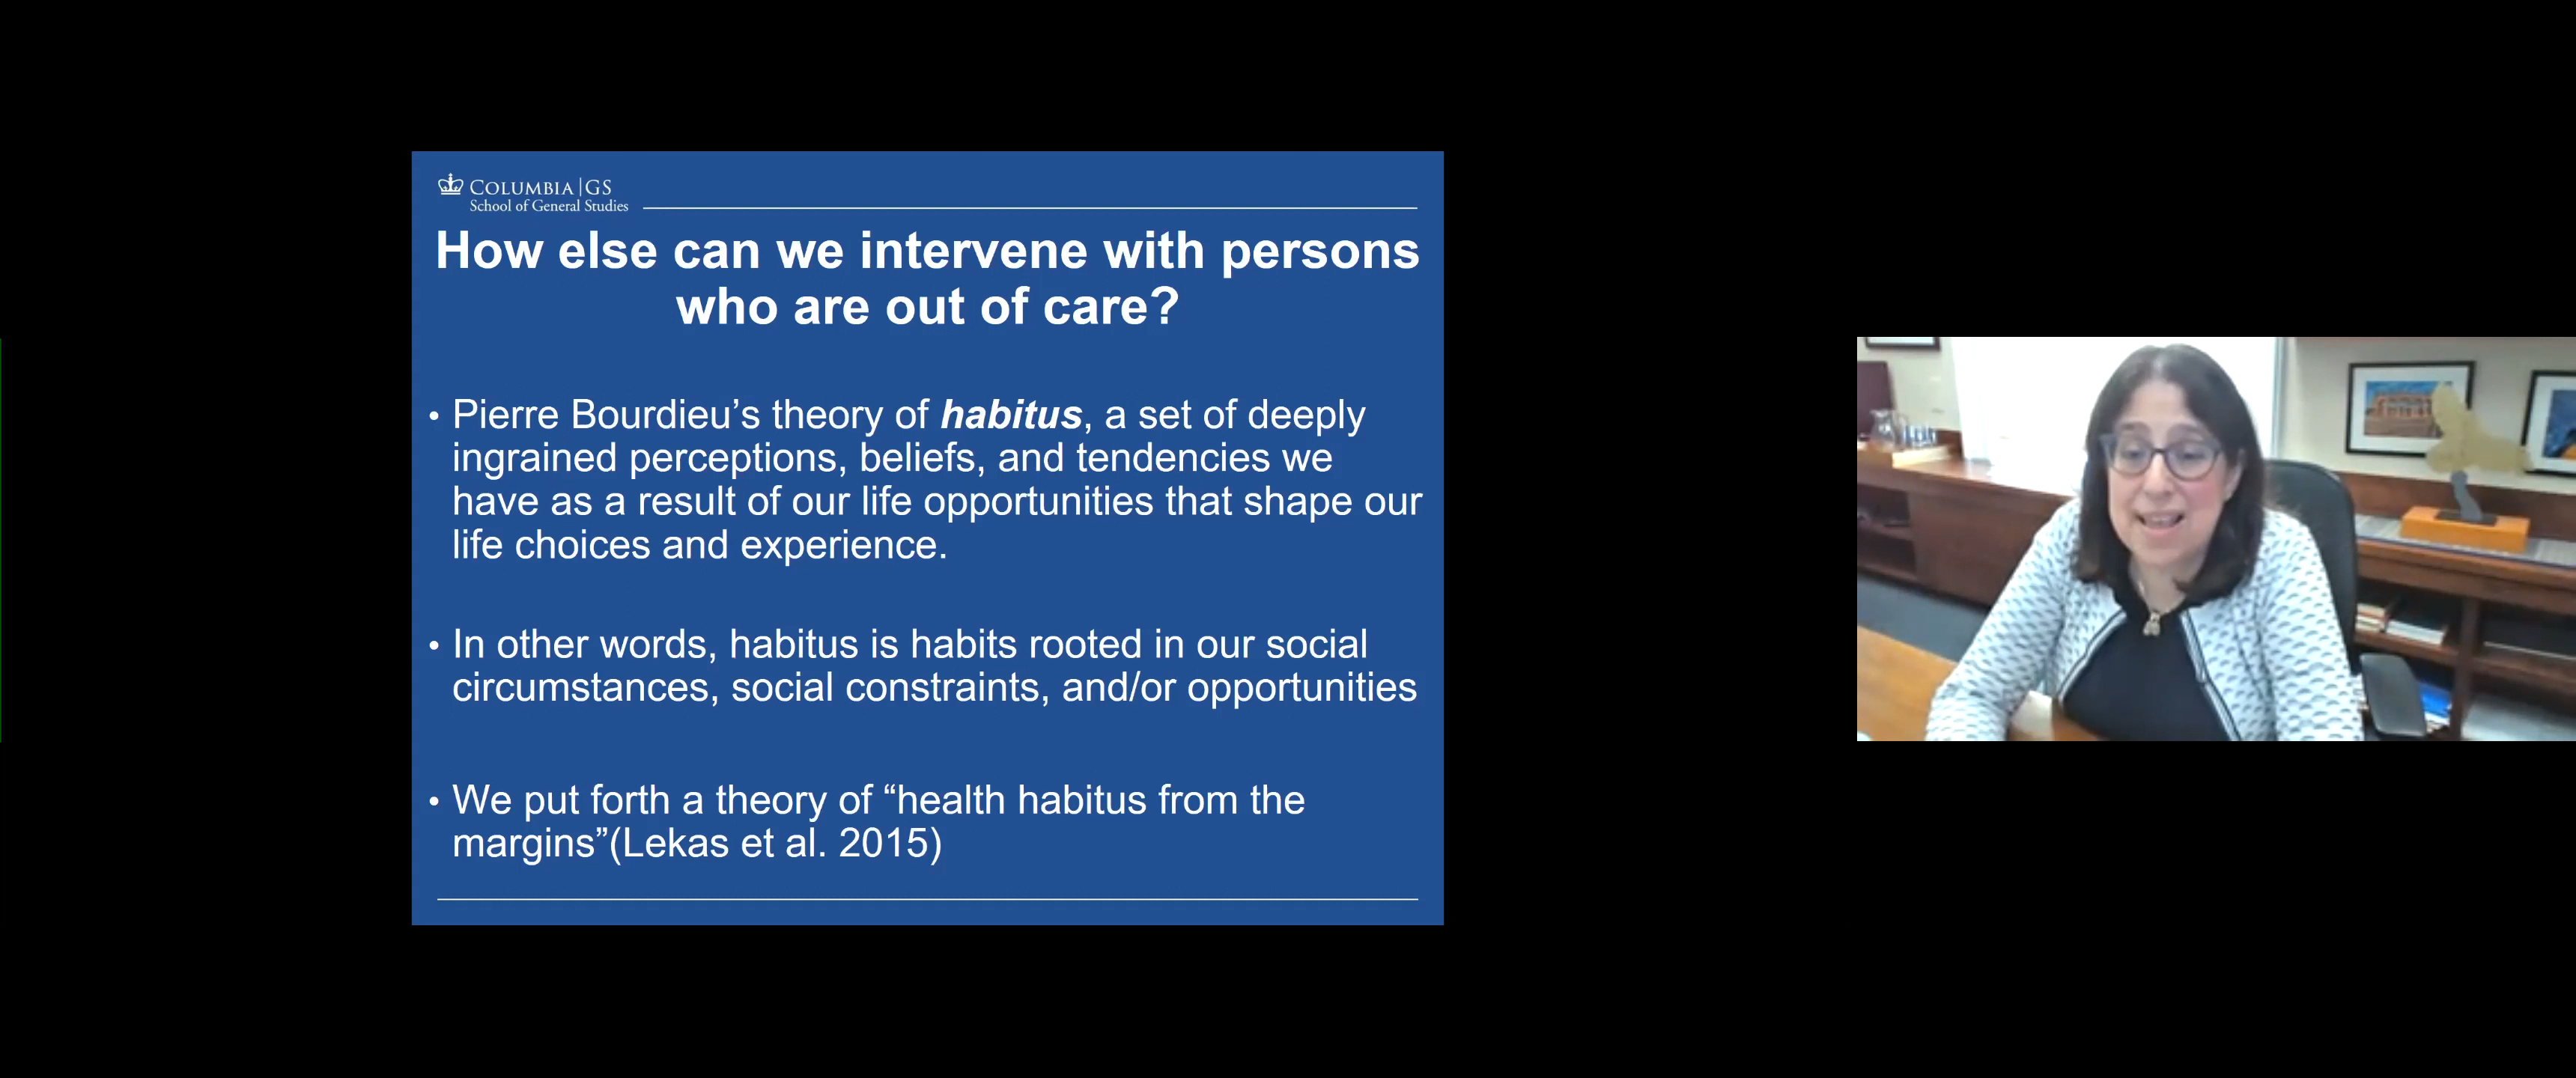 COLUMBIA | GS
School of General Studies
How else can we intervene with persons
who are out of care?
• Pierre Bourdieu’s theory of habitus, a set of deeply
ingrained perceptions, beliefs, and tendencies we
have as a result of our life opportunities that shape our
life choices and experience.
• In other words, habitus is habits rooted in our social
circumstances, social constraints, and/or opportunities
• We put forth a theory of “health habitus from the
margins”(Lekas et al. 2015)